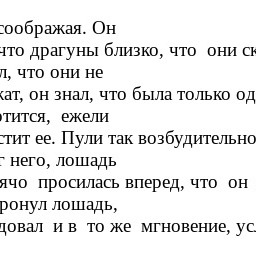 соображая. Он
что драгуны близко, что они ск
л, что они не
кат, он знал, что была только од
отится, ежели
стит ее. Пули так возбудительно
г него, лошадь
ячо просилась вперед, что он
ронул лошадь,
довал и в то же мгновение, усл